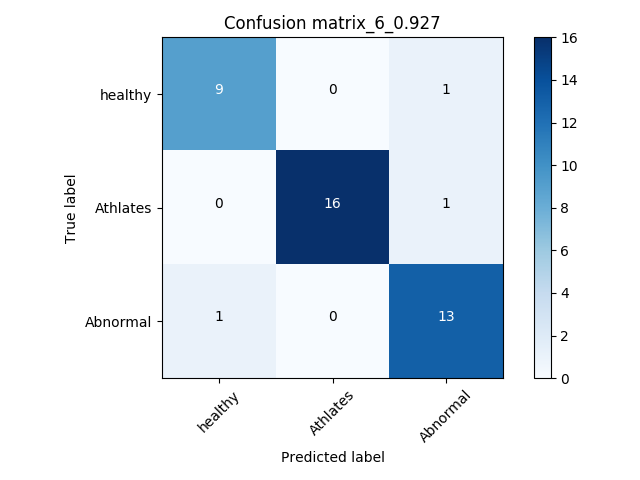 Confusion matrix_6_0.927
True label
healthy
9 0 1
Athlates
0 16 1
Abnormal
1 0 13
healthy
Athlates
Abnormal
Predicted label
16
14
12
10
8
6
4
2
0